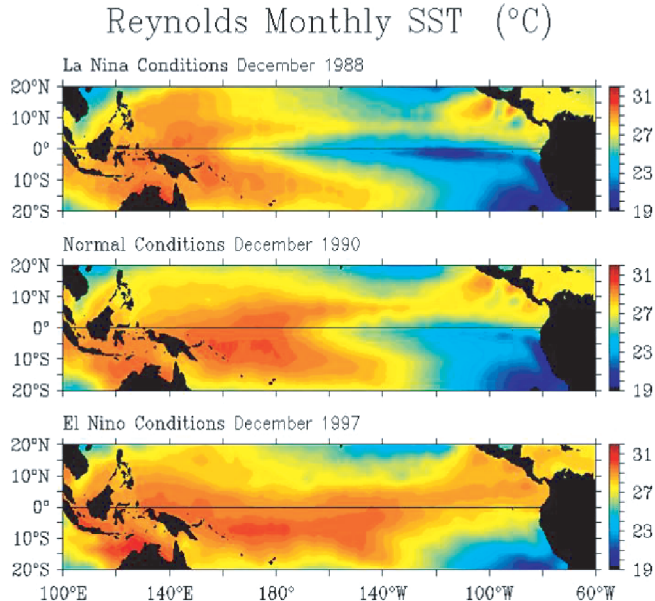 Reynolds Monthly SST (°C)
La Nina Conditions December 1988
20°N
10°N
0°
10°S
20°S
31
27
23
19
Normal Conditions December 1990
20°N
10°N
0°
10°S
20°S
31
27
23
19
El Nino Conditions December 1997
20°N
10°N
0°
10°S
20°S
31
27
23
19
100°E 140°E 180° 140°W 100°W 60°W